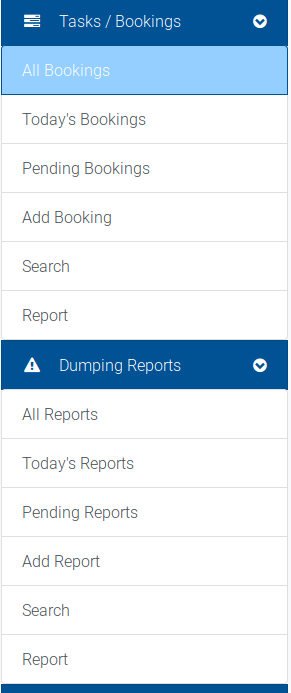 Tasks / Bookings
All Bookings
Today's Bookings
Pending Bookings
Add Booking
Search
Report
Dumping Reports
All Reports
Today's Reports
Pending Reports
Add Report
Search
Report